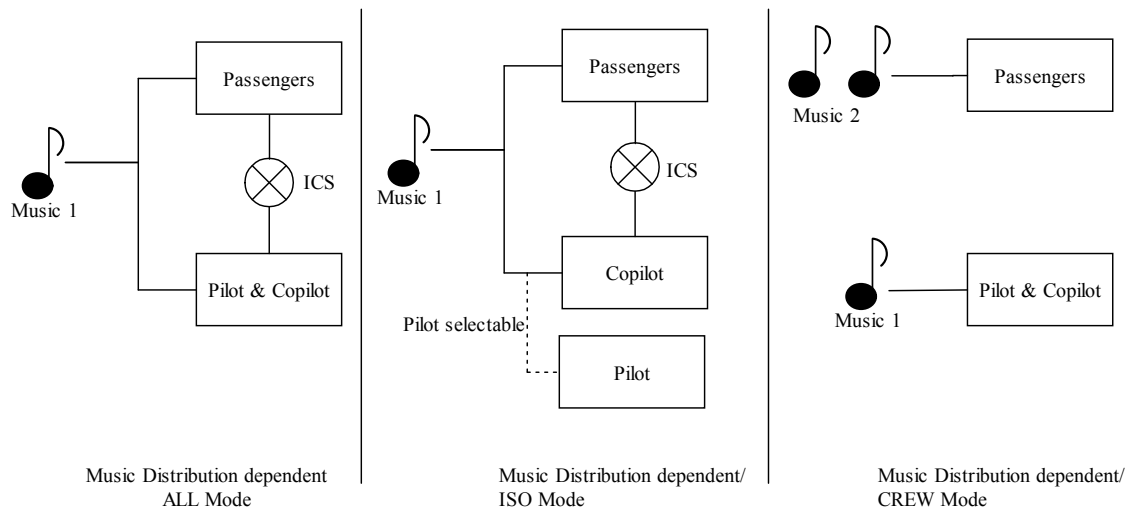 Passengers
ICS
Music 1
Pilot & Copilot
Music Distribution dependent
ALL Mode
Passengers
ICS
Music 1
Copilot
Pilot selectable
Pilot
Music Distribution dependent/
ISO Mode
Passengers
Music 2
Pilot & Copilot
Music 1
Music Distribution dependent/
CREW Mode